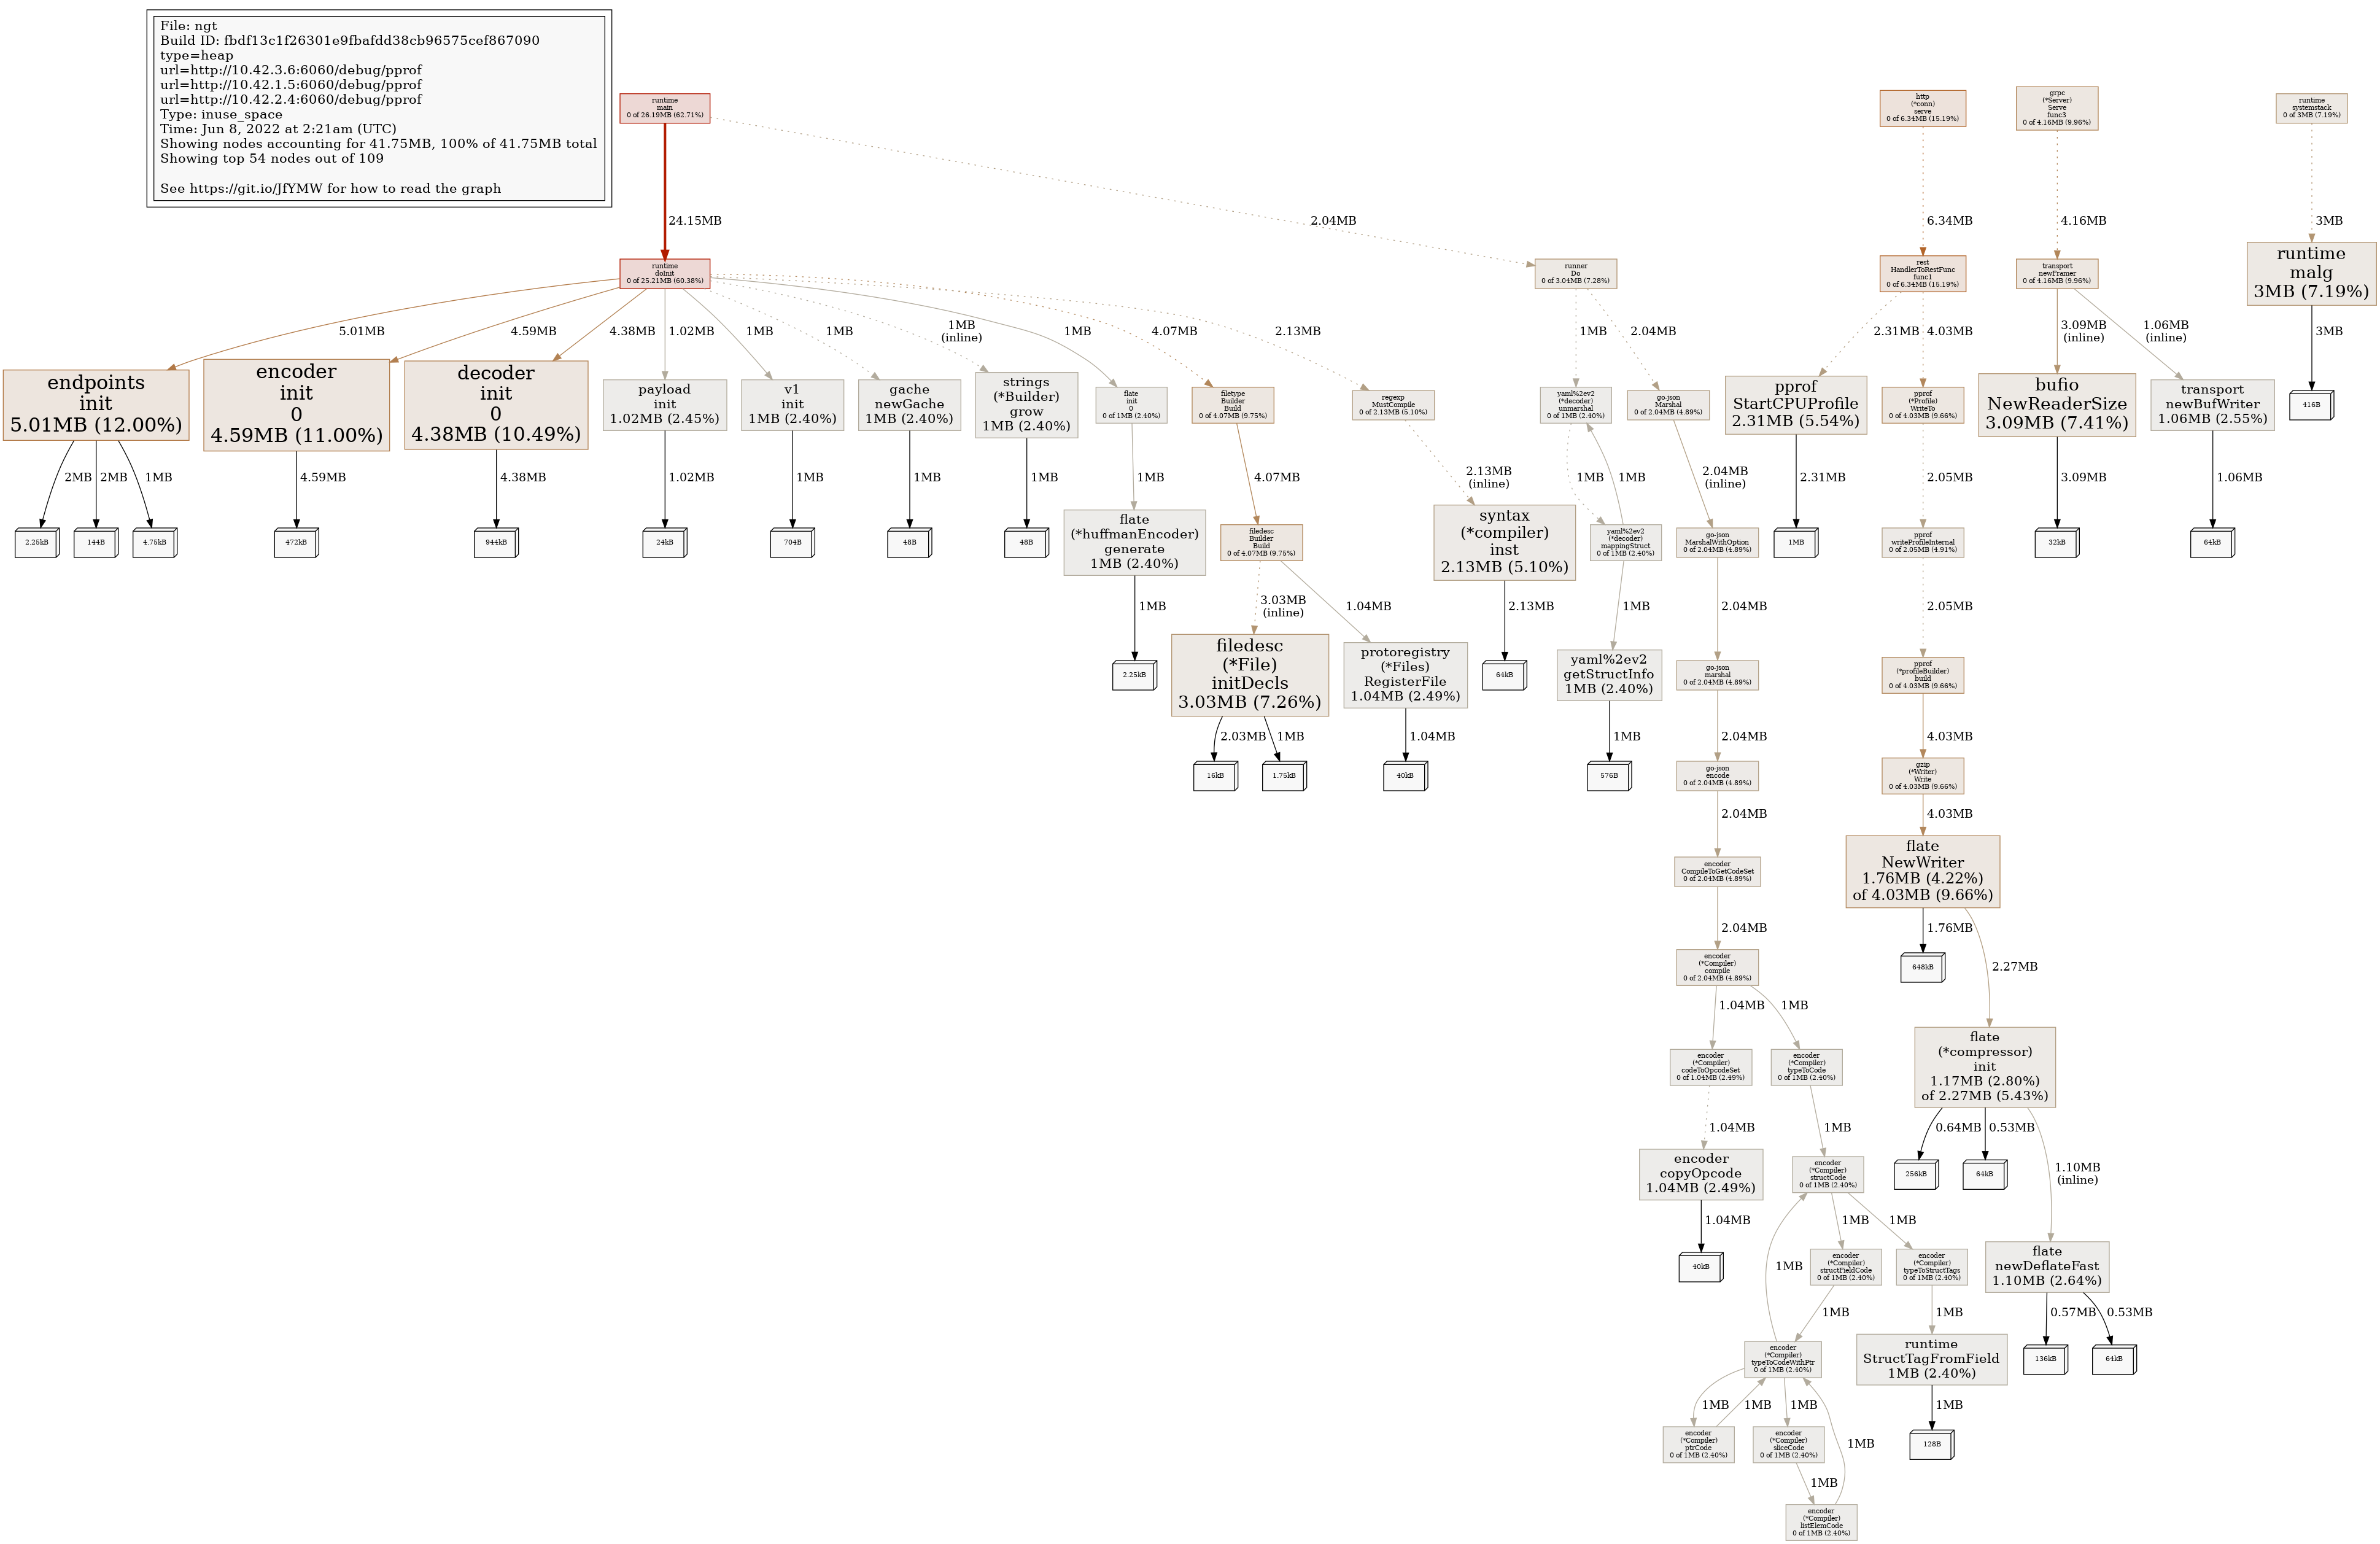 File: ngt
Build ID: fbdf13c1f26301e9fbafdd38cb96575cef867090
type=heap
url=http://10.42.3.6:6060/debug/pprof
url=http://10.42.1.5:6060/debug/pprof
url=http://10.42.2.4:6060/debug/pprof
Type: inuse_space
Time: Jun 8, 2022 at 2:21am (UTC)
Showing nodes accounting for 41.75MB, 100% of 41.75MB total
Showing top 54 nodes out of 109
See https://git.io/JfYMW for how to read the graph
runtime
main
0 of 26.19MB (62.71%)
http
(*conn)
serve
0 of 6.34MB (15.19%)
grpc
(*Server)
Serve
func3
0 of 4.16MB (9.96%)
runtime
systemstack
0 of 3MB (7.19%)
24.15MB
2.04MB
6.34MB
4.16MB
3MB
runtime
doInit
0 of 25.21MB (60.38%)
runner
Do
0 of 3.04MB (7.28%)
rest
HandlerToRestFunc
func1
0 of 6.34MB (15.19%)
transport
newFramer
0 of 4.16MB (9.96%)
runtime
malg
3MB (7.19%)
5.01MB
4.59MB
4.38MB
1.02MB
1MB
1MB
1MB
(inline)
1MB
4.07MB
2.13MB
1MB
2.04MB
2.31MB
4.03MB
3.09MB
(inline)
1.06MB
(inline)
3MB
endpoints
init
5.01MB (12.00%)
encoder
init
0
4.59MB (11.00%)
decoder
init
0
4.38MB (10.49%)
payload
init
1.02MB (2.45%)
v1
init
1MB (2.40%)
gache
newGache
1MB (2.40%)
strings
(*Builder)
grow
1MB (2.40%)
flate
init
0
0 of 1MB (2.40%)
filetype
Builder
Build
0 of 4.07MB (9.75%)
regexp
MustCompile
0 of 2.13MB (5.10%)
yaml%2ev2
(*decoder)
unmarshal
0 of 1MB (2.40%)
go-json
Marshal
0 of 2.04MB (4.89%)
pprof
StartCPUProfile
2.31MB (5.54%)
pprof
(*Profile)
WriteTo
0 of 4.03MB (9.66%)
bufio
NewReaderSize
3.09MB (7.41%)
transport
newBufWriter
1.06MB (2.55%)
416B
2MB
2MB
1MB
4.59MB
4.38MB
1.02MB
1MB
1MB
1MB
1MB
4.07MB
2.13MB
(inline)
1MB
1MB
2.04MB
(inline)
2.31MB
2.05MB
3.09MB
1.06MB
2.25kB
144B
4.75kB
472kB
944kB
24kB
704B
48B
48B
flate
(*huffmanEncoder)
generate
1MB (2.40%)
filedesc
Builder
Build
0 of 4.07MB (9.75%)
syntax
(*compiler)
inst
2.13MB (5.10%)
yaml%2ev2
(*decoder)
mappingStruct
0 of 1MB (2.40%)
go-json
MarshalWithOption
0 of 2.04MB (4.89%)
1MB
pprof
writeProfileInternal
0 of 2.05MB (4.91%)
32kB
64kB
1MB
3.03MB
(inline)
1.04MB
2.13MB
1MB
2.04MB
2.05MB
2.25kB
filedesc
(*File)
initDecls
3.03MB (7.26%)
protoregistry
(*Files)
RegisterFile
1.04MB (2.49%)
64kB
yaml%2ev2
getStructInfo
1MB (2.40%)
go-json
marshal
0 of 2.04MB (4.89%)
pprof
(*profileBuilder)
build
0 of 4.03MB (9.66%)
2.03MB
1MB
1.04MB
1MB
2.04MB
4.03MB
16kB
1.75kB
40kB
576B
go-json
encode
0 of 2.04MB (4.89%)
gzip
(*Writer)
Write
0 of 4.03MB (9.66%)
2.04MB
4.03MB
encoder
CompileToGetCodeSet
0 of 2.04MB (4.89%)
flate
NewWriter
1.76MB (4.22%)
of 4.03MB (9.66%)
2.04MB
1.76MB
2.27MB
encoder
(*Compiler)
compile
0 of 2.04MB (4.89%)
648kB
1.04MB
1MB
encoder
(*Compiler)
codeToOpcodeSet
0 of 1.04MB (2.49%)
encoder
(*Compiler)
typeToCode
0 of 1MB (2.40%)
flate
(*compressor)
init
1.17MB (2.80%)
of 2.27MB (5.43%)
1.04MB
1MB
0.64MB
0.53MB
1.10MB
(inline)
encoder
copyOpcode
1.04MB (2.49%)
encoder
(*Compiler)
structCode
0 of 1MB (2.40%)
256kB
64kB
1.04MB
1MB
1MB
1MB
40kB
encoder
(*Compiler)
structFieldCode
0 of 1MB (2.40%)
encoder
(*Compiler)
typeToStructTags
0 of 1MB (2.40%)
flate
newDeflateFast
1.10MB (2.64%)
1MB
1MB
0.57MB
0.53MB
encoder
(*Compiler)
typeToCodeWithPtr
0 of 1MB (2.40%)
runtime
StructTagFromField
1MB (2.40%)
136kB
64kB
1MB
1MB
1MB
1MB
1MB
encoder
(*Compiler)
ptrCode
0 of 1MB (2.40%)
encoder
(*Compiler)
sliceCode
0 of 1MB (2.40%)
128B
1MB
encoder
(*Compiler)
listElemCode
0 of 1MB (2.40%)